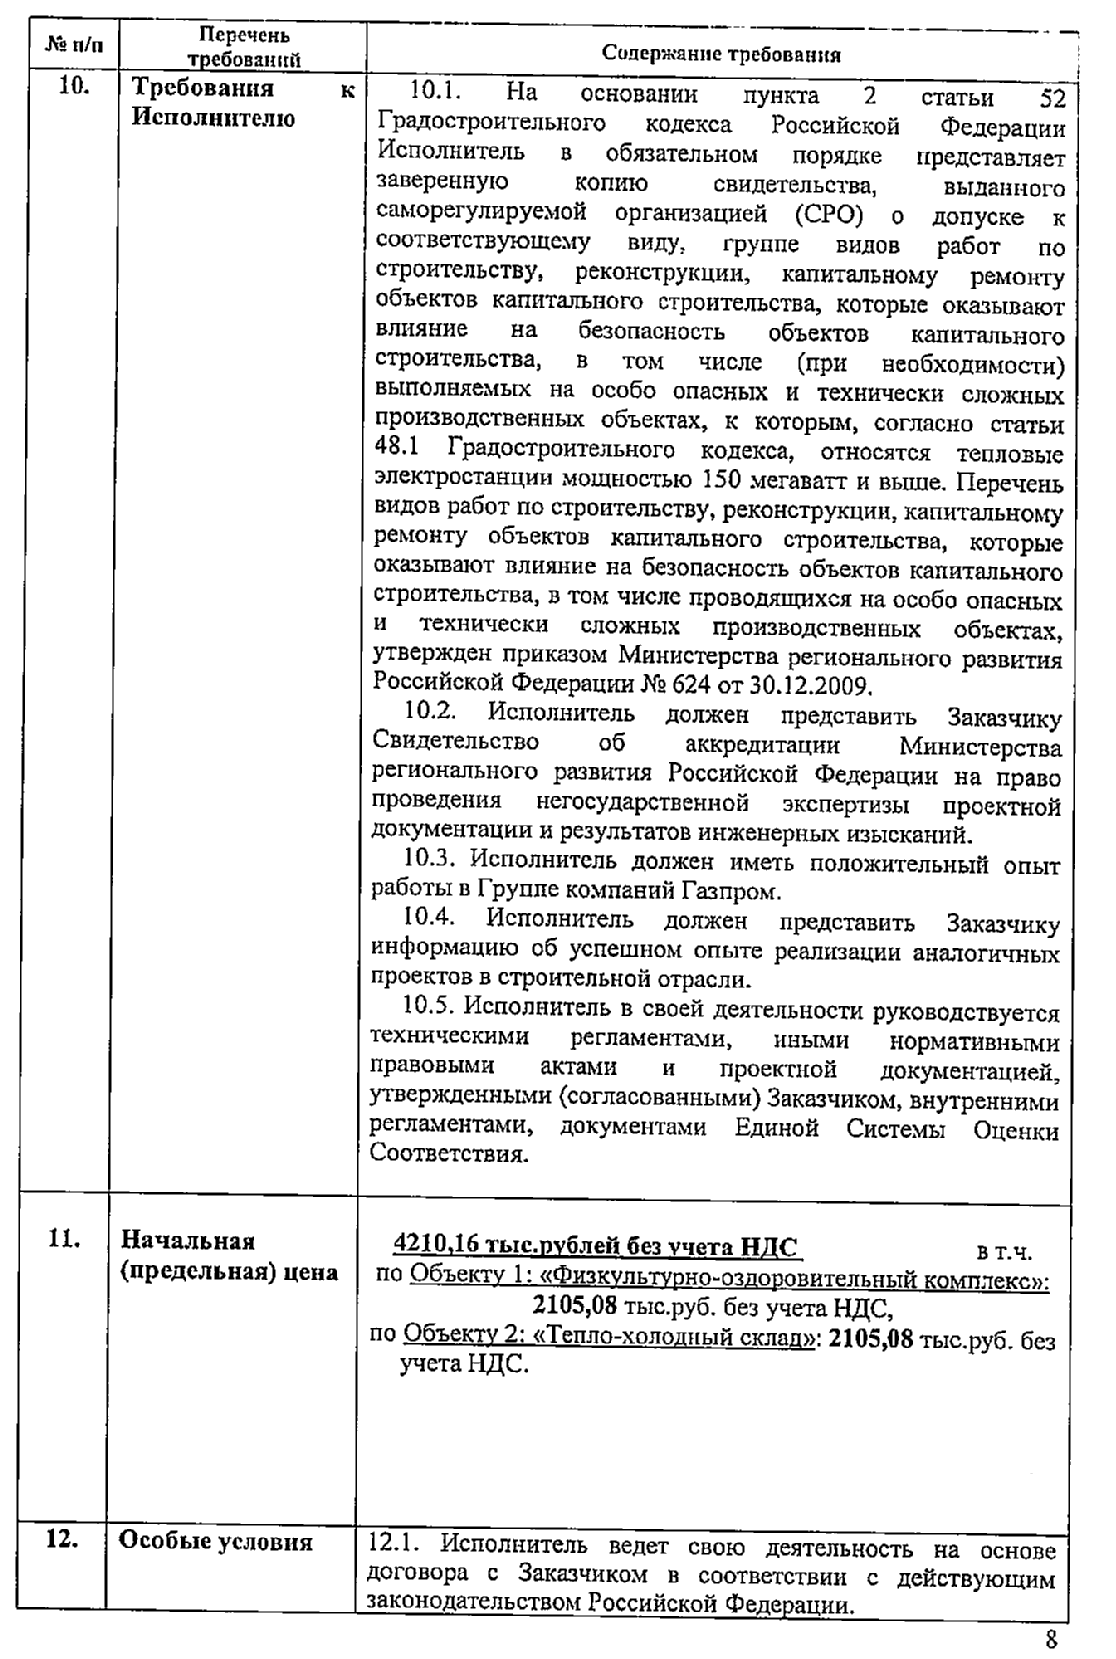 № п/п
Перечень
требований
Содержание требования
10.
Требования к
Исполнителю
10.1. На основании пункта 2 статьи 52
Градостроительного кодекса Российской Федерации
Исполнитель в обязательном порядке представляет
заверенную копию свидетельства, выданного
саморегулируемой организацией (СРО) о допуске к
соответствующему виду, группе видов работ по
строительству, реконструкции, капитальному ремонту
объектов капитального строительства, которые оказывают
влияние на безопасность объектов капитального
строительства, в том числе (при необходимости)
выполняемых на особо опасных и технически сложных
производственных объектах, к которым, согласно статьи
48.1 Градостроительного кодекса, относятся тепловые
электростанции мощностью 150 мегаватт и выше. Перечень
видов работ по строительству, реконструкции, капитальному
ремонту объектов капитального строительства, которые
оказывают влияние на безопасность объектов капитального
строительства, в том числе проводящихся на особо опасных
и технически сложных производственных объектах,
утвержден приказом Министерства регионального развития
Российской Федерации № 624 от 30.12.2009.
10.2. Исполнитель должен представить Заказчику
Свидетельство об аккредитации Министерства
регионального развития Российской Федерации на право
проведения негосударственной экспертизы проектной
документации и результатов инженерных изысканий.
10.3. Исполнитель должен иметь положительный опыт
работы в Группе компаний Газпром.
10.4. Исполнитель должен представить Заказчику
информацию об успешном опыте реализации аналогичных
проектов в строительной отрасли.
10.5. Исполнитель в своей деятельности руководствуется
техническими регламентами, иными нормативными
правовыми актами и проектной документацией,
утвержденными (согласованными) Заказчиком, внутренними
регламентами, документами Единой Системы Оценки
Соответствия.
11.
Начальная
(предельная) цена
4210,16 тыс.рублей без учета НДС в т.ч.
по Объекту 1: «Физкультурно-оздоровительный комплекс»:
2105,08 тыс.руб. без учета НДС,
по Объекту 2: «Тепло-холодный склад»: 2105,08 тыс.руб. без
учета НДС.
12.
Особые условия
12.1. Исполнитель ведет свою деятельность на основе
договора с Заказчиком в соответствии с действующим
законодательством Российской Федерации.
8